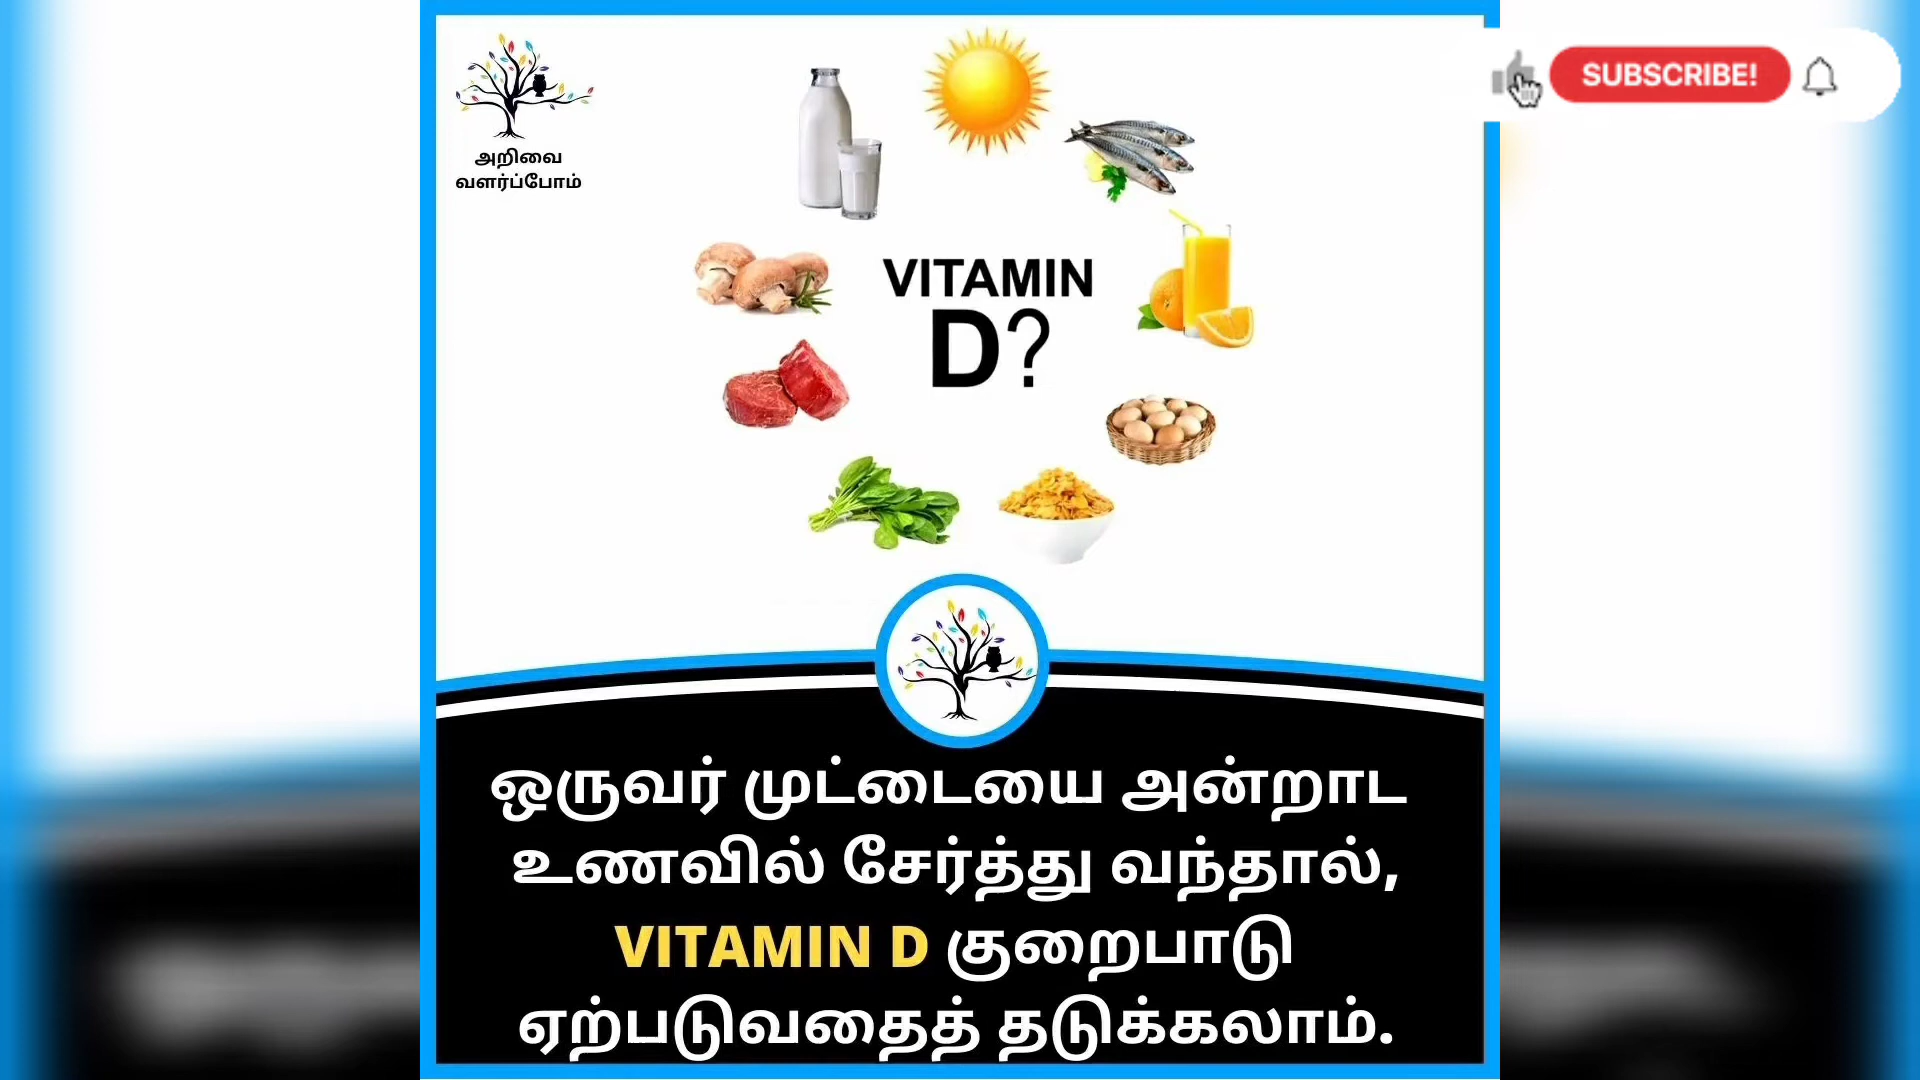 அறிவை
வளர்ப்போம்
SUBSCRIBE!
VITAMIN
D?
ஒருவர் முட்டையை அன்றாட
உணவில் சேர்த்து வந்தால்,
VITAMIN D குறைபாடு
ஏற்படுவதைத் தடுக்கலாம்.